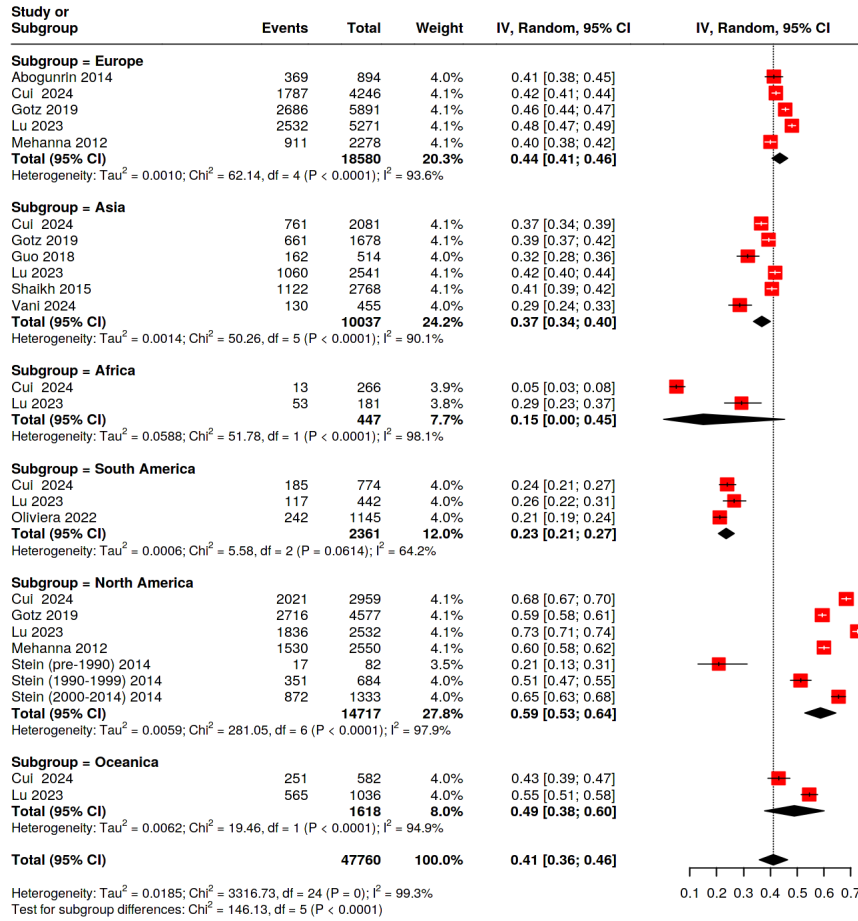 Study or
Subgroup Events Total Weight IV, Random, 95% CI IV, Random, 95% CI
Subgroup = Europe
Abogunrin 2014 369 894 4.0% 0.41 [0.38; 0.45]
Cul 2024 1787 4246 4.1% 0.42 [0.41; 0.44]
Gotz 2019 2686 5891 4.1% 0.46 [0.44; 0.47]
Lu 2023 2532 5271 4.1% 0.48 [0.47; 0.49]
Mehanna 2012 911 2278 4.1% 0.40 [0.38; 0.42]
Total (95% CI) 18580 20.3% 0.44 [0.41; 0.46]
Heterogeneity: Tau² = 0.0010; Chi² = 62.14, df = 4 (P < 0.0001); I² = 93.6%
Subgroup = Asia
Cul 2024 761 2081 4.1% 0.37 [0.34; 0.39]
Gotz 2019 661 1678 4.1% 0.39 [0.37; 0.42]
Guo 2018 162 514 4.0% 0.32 [0.28; 0.36]
Lu 2023 1060 2541 4.1% 0.42 [0.40; 0.44]
Shaikh 2015 1122 2768 4.1% 0.41 [0.39; 0.42]
Vani 2024 130 455 4.0% 0.29 [0.24; 0.33]
Total (95% CI) 10037 24.2% 0.37 [0.34; 0.40]
Heterogeneity: Tau² = 0.0014; Chi² = 50.26, df = 5 (P < 0.0001); I² = 90.1%
Subgroup = Africa
Cul 2024 13 266 3.9% 0.05 [0.03; 0.08]
Lu 2023 53 181 3.8% 0.29 [0.23; 0.37]
Total (95% CI) 447 7.7% 0.15 [0.00; 0.45]
Heterogeneity: Tau² = 0.0588; Chi² = 51.78, df = 1 (P < 0.0001); I² = 98.1%
Subgroup = South America
Cul 2024 185 774 4.0% 0.24 [0.21; 0.27]
Lu 2023 117 442 4.0% 0.26 [0.22; 0.31]
Oliviera 2022 242 1145 4.0% 0.21 [0.19; 0.24]
Total (95% CI) 2361 12.0% 0.23 [0.21; 0.27]
Heterogeneity: Tau² = 0.0006; Chi² = 5.58, df = 2 (P = 0.0614); I² = 64.2%
Subgroup = North America
Cul 2024 2021 2959 4.1% 0.68 [0.67; 0.70]
Gotz 2019 2716 4577 4.1% 0.59 [0.58; 0.61]
Lu 2023 1836 2532 4.1% 0.73 [0.71; 0.74]
Mehanna 2012 1530 2550 4.1% 0.60 [0.58; 0.62]
Stein (pre-1990) 2014 17 82 3.5% 0.21 [0.13; 0.31]
Stein (1990-1999) 2014 351 684 4.0% 0.51 [0.47; 0.55]
Stein (2000-2014) 2014 872 1333 4.0% 0.65 [0.63; 0.68]
Total (95% CI) 14717 27.8% 0.59 [0.53; 0.64]
Heterogeneity: Tau² = 0.0059; Chi² = 281.05, df = 6 (P < 0.0001); I² = 97.9%
Subgroup = Oceanica
Cul 2024 251 582 4.0% 0.43 [0.39; 0.47]
Lu 2023 565 1036 4.0% 0.55 [0.51; 0.58]
Total (95% CI) 1618 8.0% 0.49 [0.38; 0.60]
Heterogeneity: Tau² = 0.0062; Chi² = 19.46, df = 1 (P < 0.0001); I² = 94.9%
Total (95% CI) 47760 100.0% 0.41 [0.36; 0.46]
0.1 0.2 0.3 0.4 0.5 0.6 0.7
Heterogeneity: Tau² = 0.0185; Chi² = 3316.73, df = 24 (P = 0); I² = 99.3%
Test for subgroup differences: Chi² = 146.13, df = 5 (P < 0.0001)